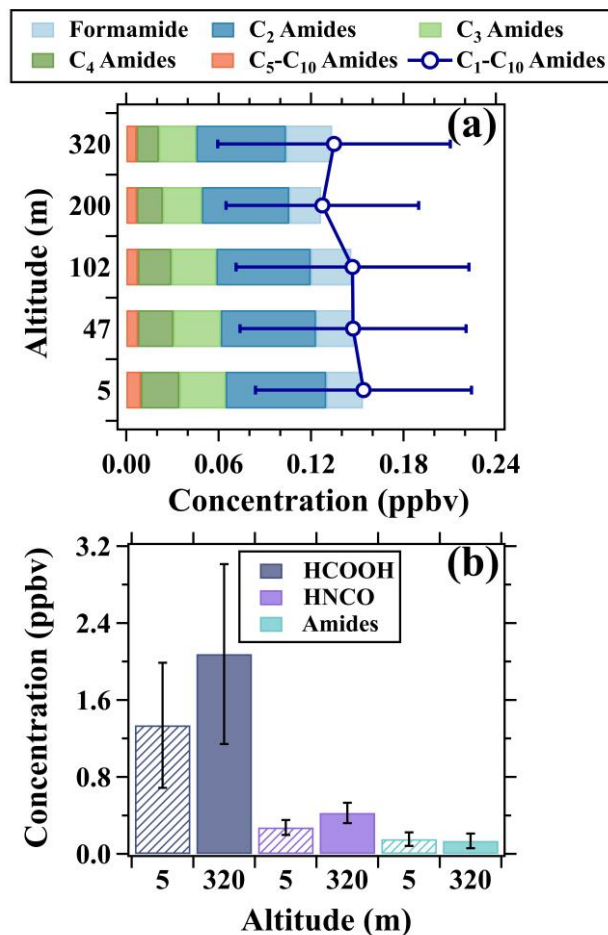 Formamide C₂ Amides C₃ Amides
C₄ Amides C₅-C₁₀ Amides C₁-C₁₀ Amides
(a)
320
200
102
47
5
Altitude (m)
0.00 0.06 0.12 0.18 0.24
Concentration (ppbv)
(b)
HCOOH
HNCO
Amides
3.2
2.4
1.6
0.8
0.0
Concentration (ppbv)
5 320 5 320 5 320
Altitude (m)